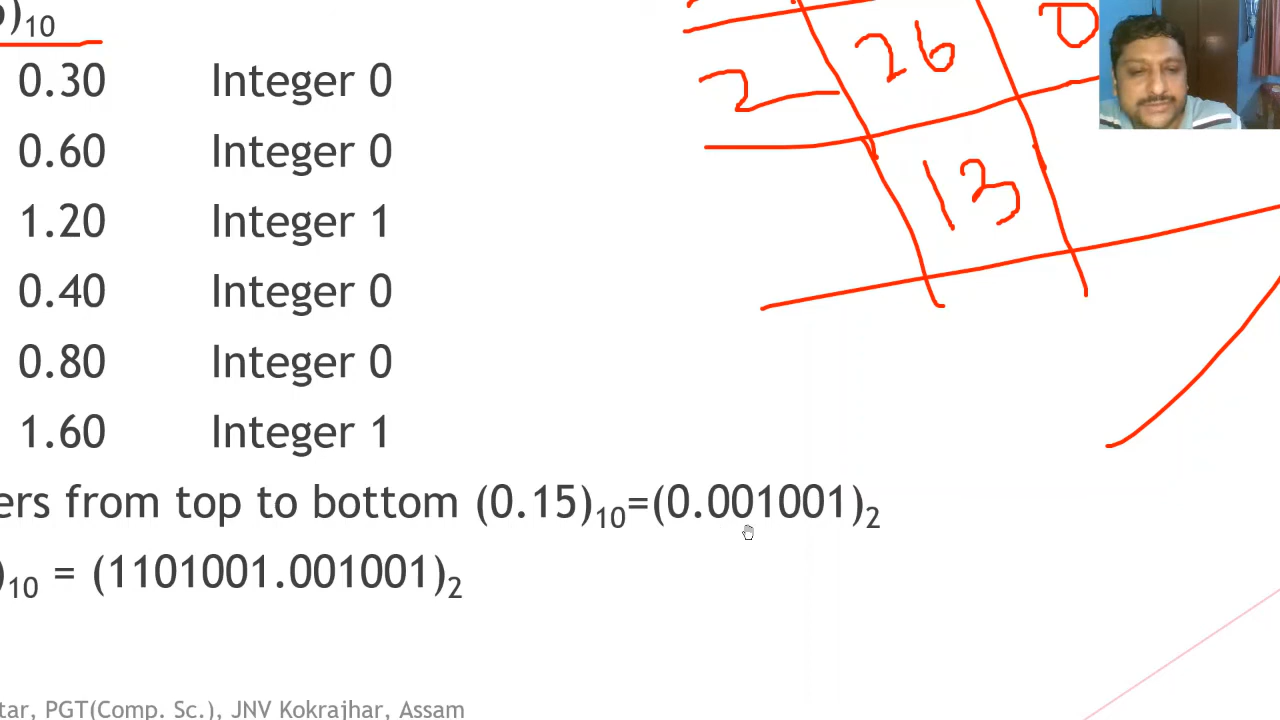 )10
0.30 Integer 0
0.60 Integer 0
1.20 Integer 1
0.40 Integer 0
0.80 Integer 0
1.60 Integer 1
ers from top to bottom (0.15)10=(0.001001)2
)10 = (1101001.001001)2
tar, PGT(Comp. Sc.), JNV Kokrajhar, Assam
26 0
2
13